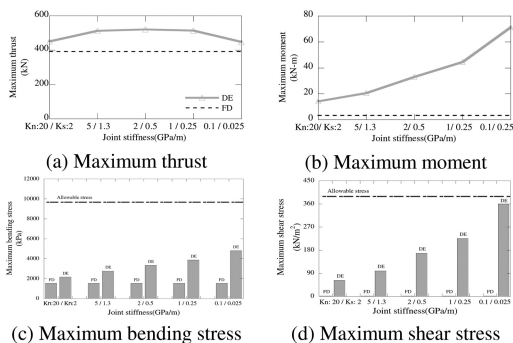 600
400
200
0
Maximum thrust
(kN)
DE
FD
Kn:20 / Ks:2 5 / 1.3 2 / 0.5 1 / 0.25 0.1 / 0.025
Joint stiffness(GPa/m)
(a) Maximum thrust
80
60
40
20
0
Maximum moment
(kN-m)
Kn:20/ Ks:2 5 / 1.3 2/ 0.5 1 / 0.25 0.1 / 0.025
Joint stiffness(GPa/m)
(b) Maximum moment
12000
10000
8000
6000
4000
2000
0
Maximum bending stress
(kPa)
Allowable stress
FD DE FD DE FD DE FD DE FD DE
Kn:20 / Kt:2 5 / 1.3 2 / 0.5 1 / 0.25 0.1 / 0.025
Joint stiffness(GPa/m)
(c) Maximum bending stress
450
360
270
180
90
0
Maximum shear stress
(kN/m²)
Allowable stress
FD DE FD DE FD DE FD DE FD DE
Kn: 20 / Ks: 2 5 / 1.3 2 / 0.5 1 / 0.25 0.1 / 0.025
Joint stiffness(GPa/m)
(d) Maximum shear stress